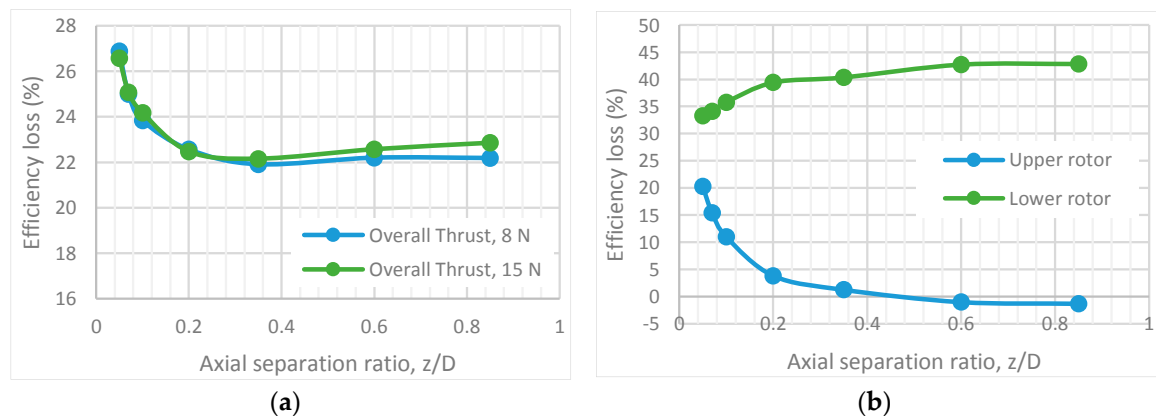 28
26
24
22
20
18
16
Efficiency loss (%)
Overall Thrust, 8 N
Overall Thrust, 15 N
0 0.2 0.4 0.6 0.8 1
Axial separation ratio, z/D
(a)
50
45
40
35
30
25
20
15
10
5
0
-5
Efficiency loss (%)
Upper rotor
Lower rotor
0 0.2 0.4 0.6 0.8 1
Axial separation ratio, z/D
(b)